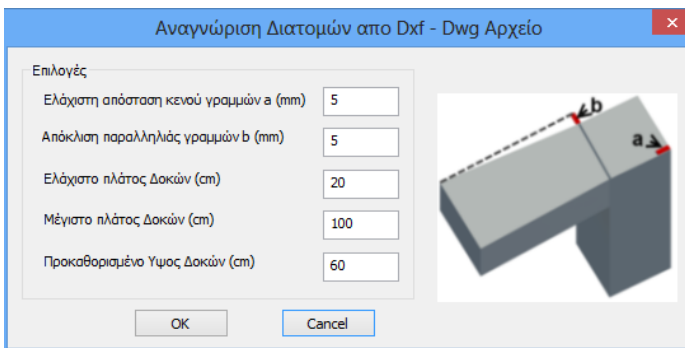 Αναγνώριση Διατομών απο Dxf - Dwg Αρχείο
Επιλογές
Ελάχιστη απόσταση κενού γραμμών a (mm) 5
Απόκλιση παραλληλιάς γραμμών b (mm) 5
Ελάχιστο πλάτος Δοκών (cm) 20
Μέγιστο πλάτος Δοκών (cm) 100
Προκαθορισμένο Υψος Δοκών (cm) 60
OK Cancel
b
a